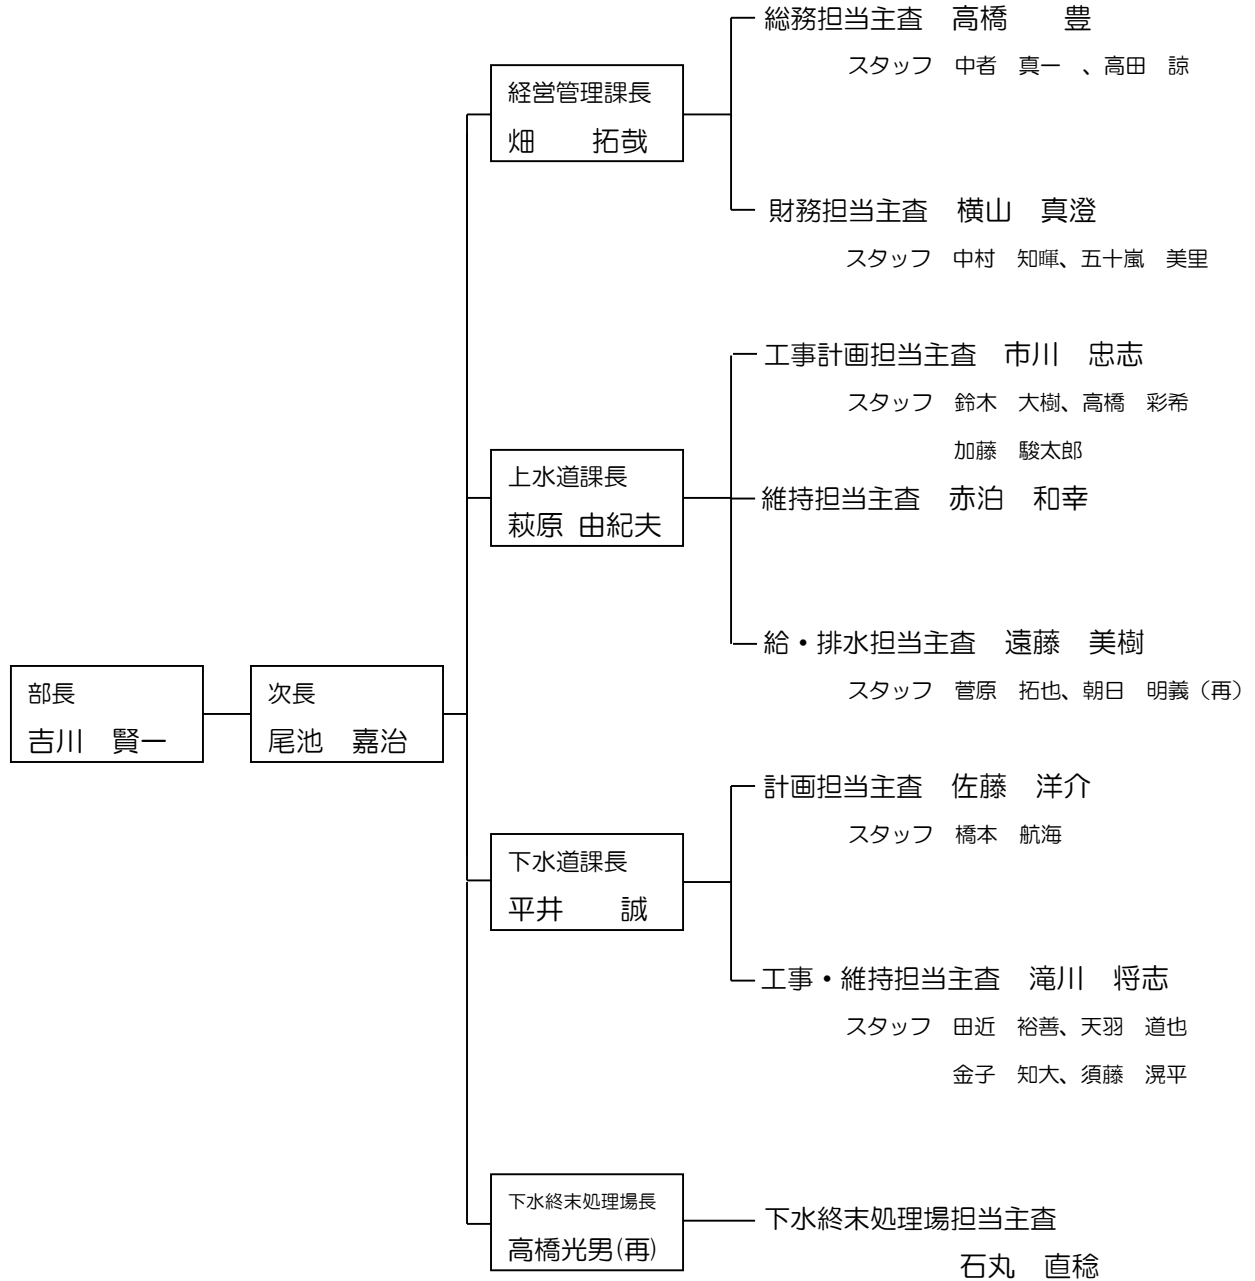 総務担当主査　高橋　　豊
スタッフ　中者　真一　、高田　諒
経営管理課長
畑　　拓哉
財務担当主査　横山　真澄
スタッフ　中村　知暉、五十嵐　美里
工事計画担当主査　市川　忠志
スタッフ　鈴木　大樹、高橋　彩希
加藤　駿太郎
上水道課長
萩原 由紀夫
維持担当主査　赤泊　和幸
給・排水担当主査　遠藤　美樹
スタッフ　菅原　拓也、朝日　明義（再）
部長
吉川　賢一
次長
尾池　嘉治
計画担当主査　佐藤　洋介
スタッフ　橋本　航海
下水道課長
平井　　誠
工事・維持担当主査　滝川　将志
スタッフ　田近　裕善、天羽　道也
金子　知大、須藤　滉平
下水終末処理場長
高橋光男(再)
下水終末処理場担当主査
石丸　直稔